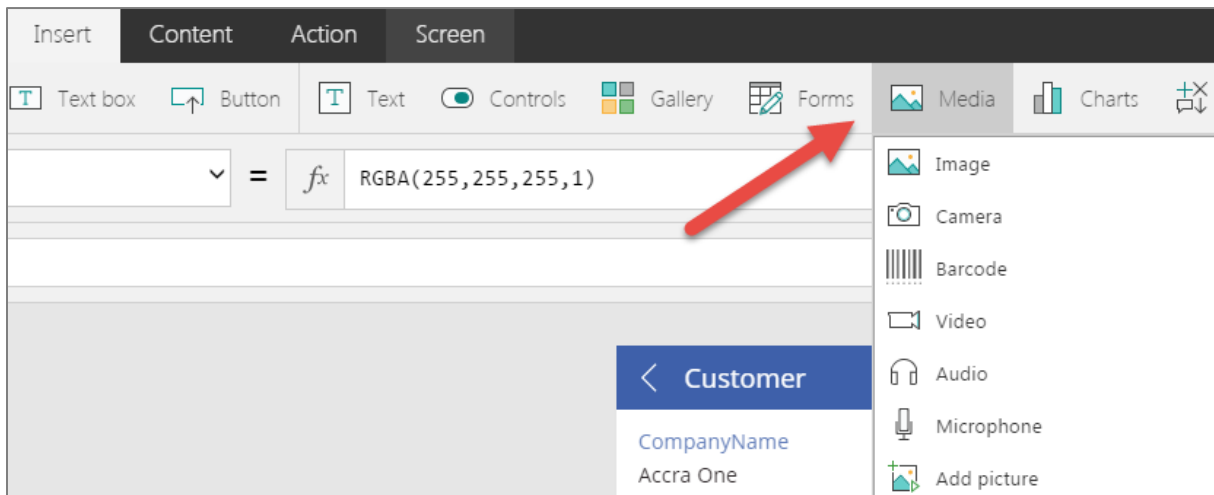 Insert Content Action Screen
T Text box Button T Text Controls Gallery Forms Media Charts
= fx RGBA(255,255,255,1)
Image
Camera
Barcode
Video
Audio
Microphone
Add picture
Customer
CompanyName
Accra One